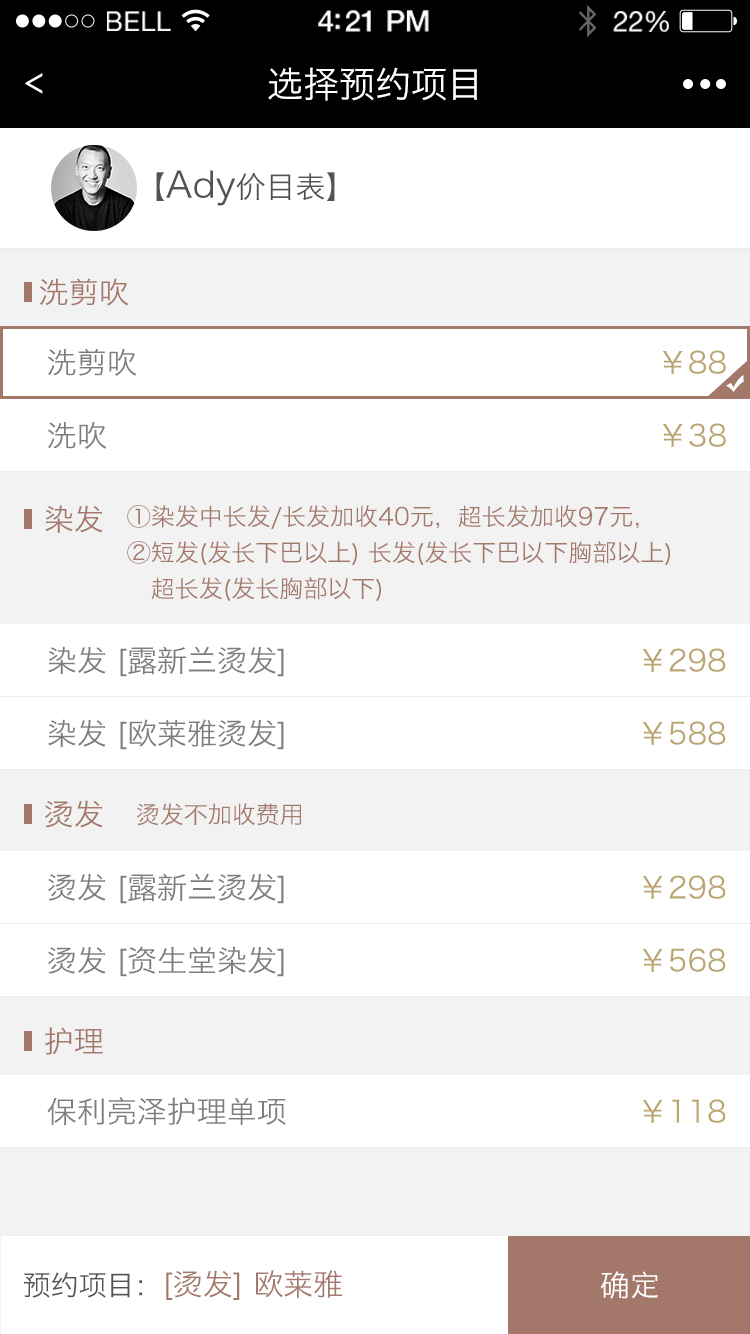 BELL 4:21 PM 22%
< 选择预约项目
【Ady价目表】
洗剪吹
洗剪吹 ￥88
洗吹 ￥38
染发 ①染发中长发/长发加收40元，超长发加收97元，
②短发(发长下巴以上) 长发(发长下巴以下胸部以上)
超长发(发长胸部以下)
染发 [露新兰烫发] ￥298
染发 [欧莱雅烫发] ￥588
烫发 烫发不加收费用
烫发 [露新兰烫发] ￥298
烫发 [资生堂染发] ￥568
护理
保利亮泽护理单项 ￥118
预约项目： [烫发] 欧莱雅 确定